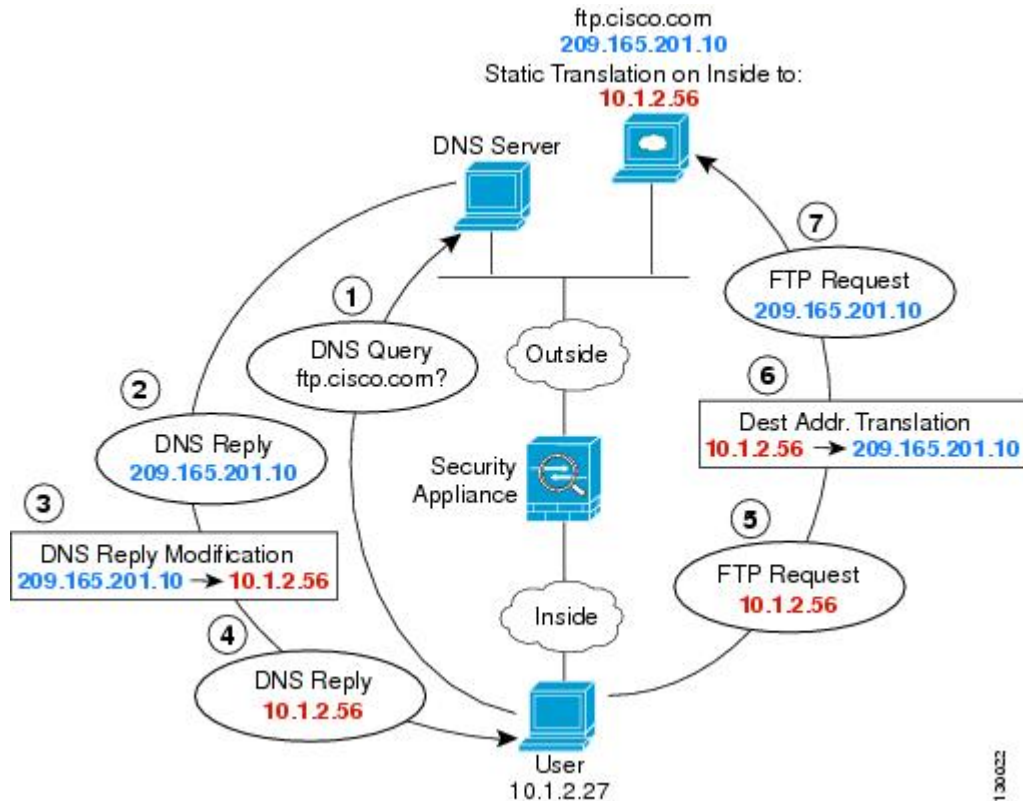 ftp.cisco.com
209.165.201.10
Static Translation on Inside to:
10.1.2.56
DNS Server
7
FTP Request
209.165.201.10
1
DNS Query
ftp.cisco.com?
Outside
2
DNS Reply
209.165.201.10
6
Dest Addr. Translation
10.1.2.56 → 209.165.201.10
Security
Appliance
3
DNS Reply Modification
209.165.201.10 → 10.1.2.56
5
FTP Request
10.1.2.56
Inside
4
DNS Reply
10.1.2.56
User
10.1.2.27
130022